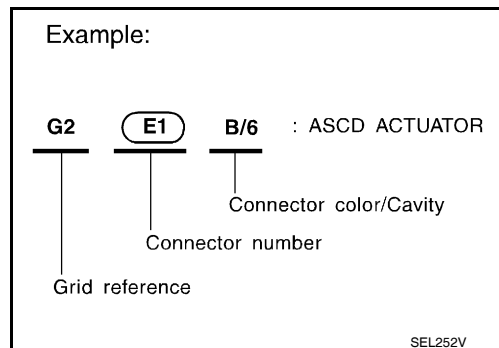 Example:
G2 E1 B/6 : ASCD ACTUATOR
Connector color/Cavity
Connector number
Grid reference
SEL252V